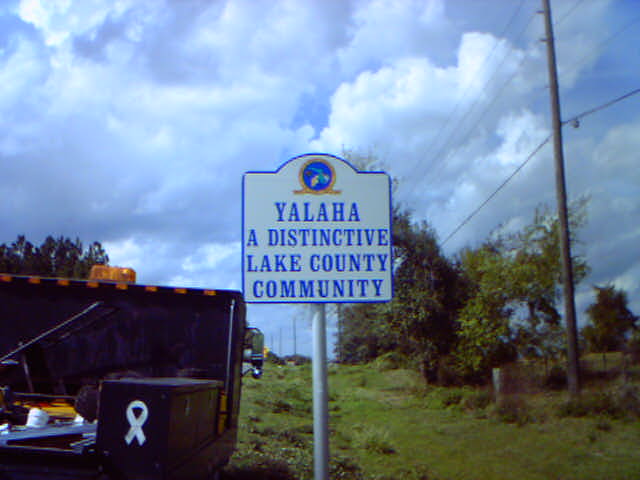 YALAHA
A DISTINCTIVE
LAKE COUNTY
COMMUNITY